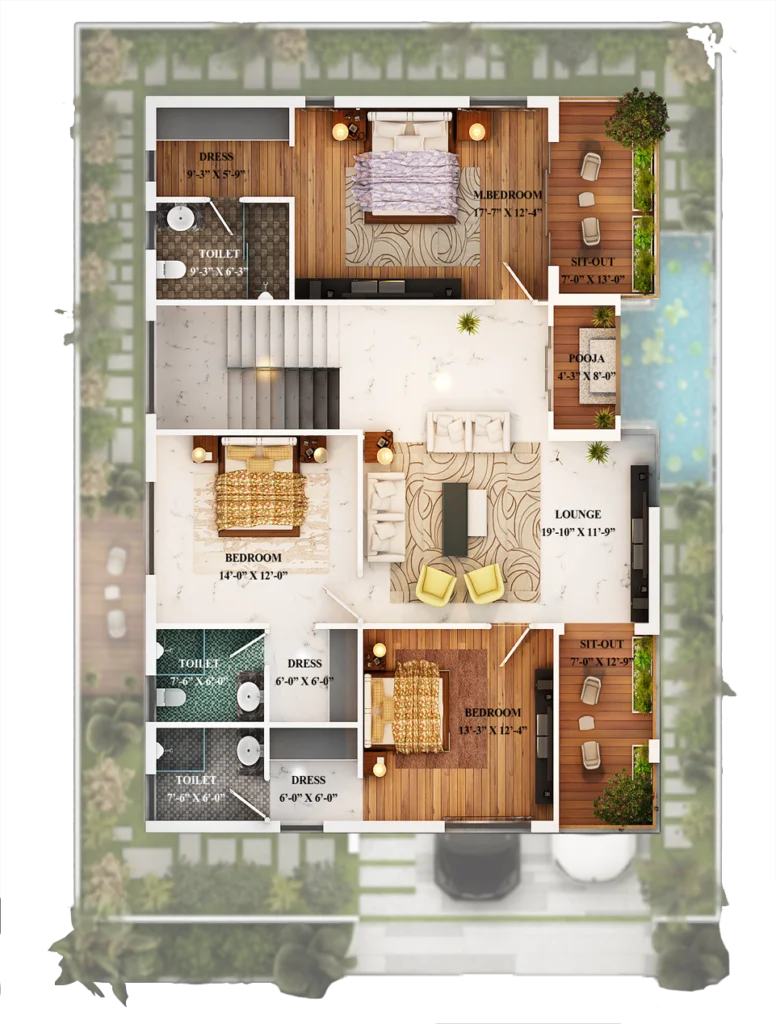 DRESS
9'-3" X 5'-9"
M.BEDROOM
17'-7" X 12'-4"
TOILET
9'-3" X 6'-3"
SIT-OUT
7'-0" X 13'-0"
POOJA
4'-3" X 8'-0"
LOUNGE
19'-10" X 11'-9"
BEDROOM
14'-0" X 12'-0"
SIT-OUT
7'-0" X 12'-9"
TOILET
7'-6" X 6'-0"
DRESS
6'-0" X 6'-0"
BEDROOM
13'-3" X 12'-4"
TOILET
7'-6" X 6'-0"
DRESS
6'-0" X 6'-0"